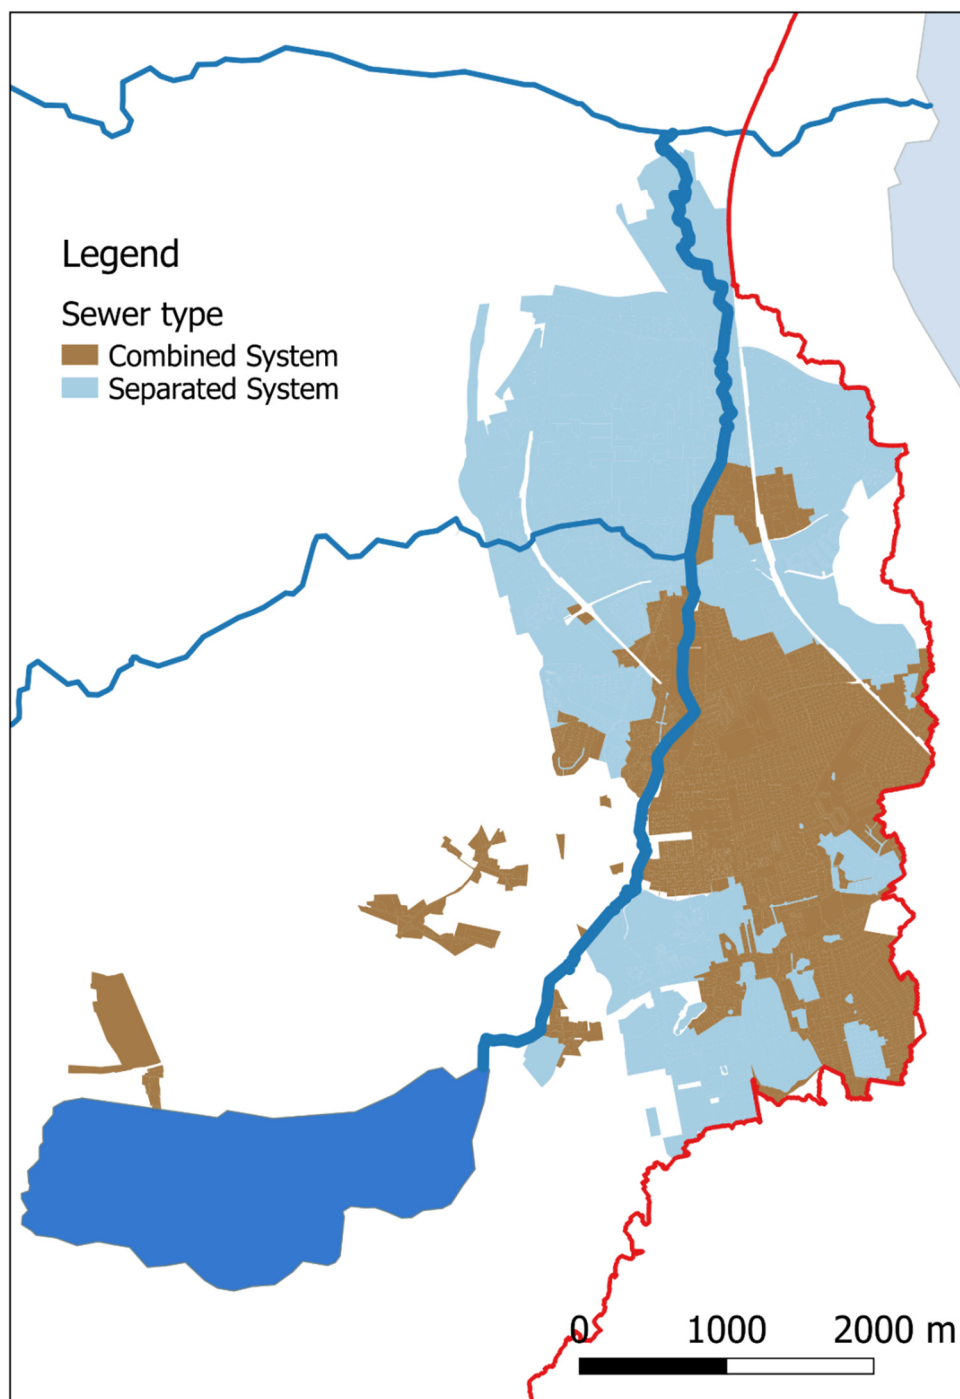 Legend
Sewer type
Combined System
Separated System
0 1000 2000 m